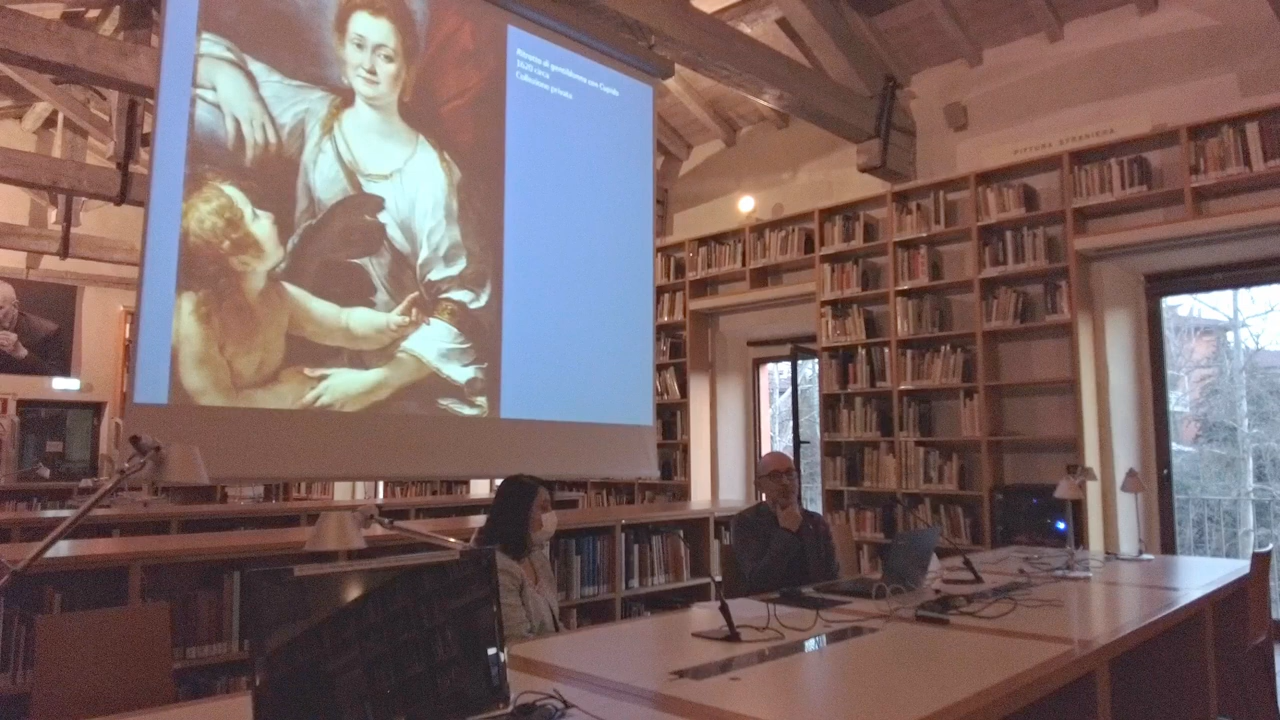 Ritratto di gentildonna con Cupido
1620 circa
Collezione privata
PITTURA STRANIERA